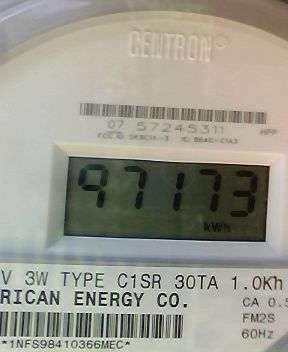 CENTRON®
07 57245311 HPP
97173
kWh
V 3W TYPE C1SR 30TA 1.0Kh
RICAN ENERGY CO.
CA 0.5
FM2S
60Hz
*1NFS98410366MEC*